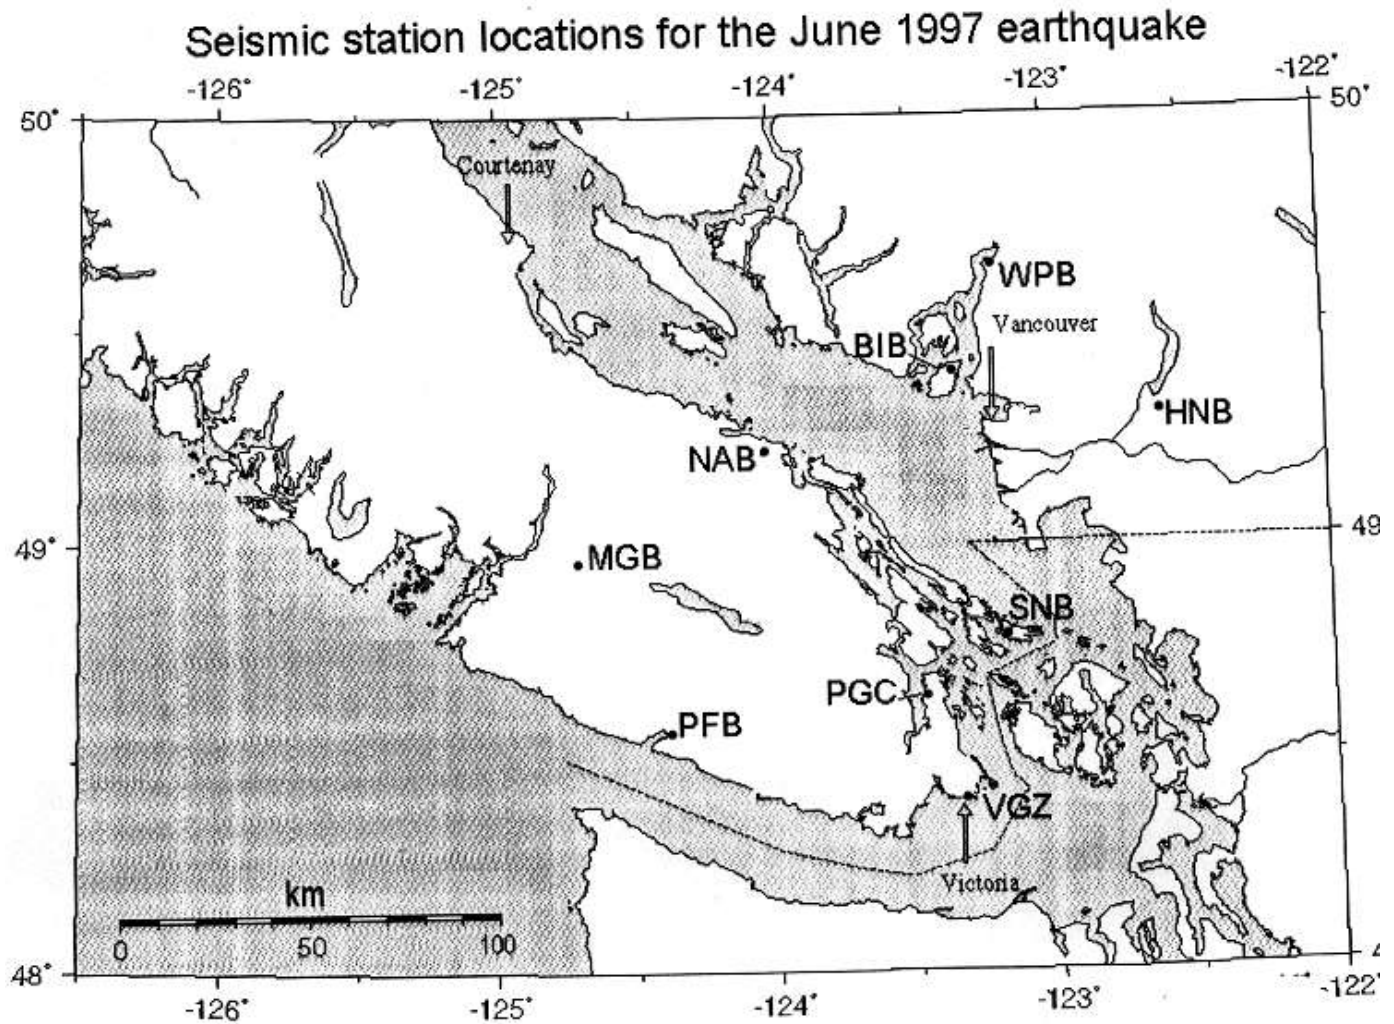 Seismic station locations for the June 1997 earthquake
-126°
-125°
-124°
-123°
-122°
50°
50°
Courtenay
WPB
Vancouver
BIB
HNB
NAB
49°
49
MGB
SNB
PGC
PFB
VGZ
Victoria
km
0
50
100
48°
-126°
-125°
-124°
-123°
-122°